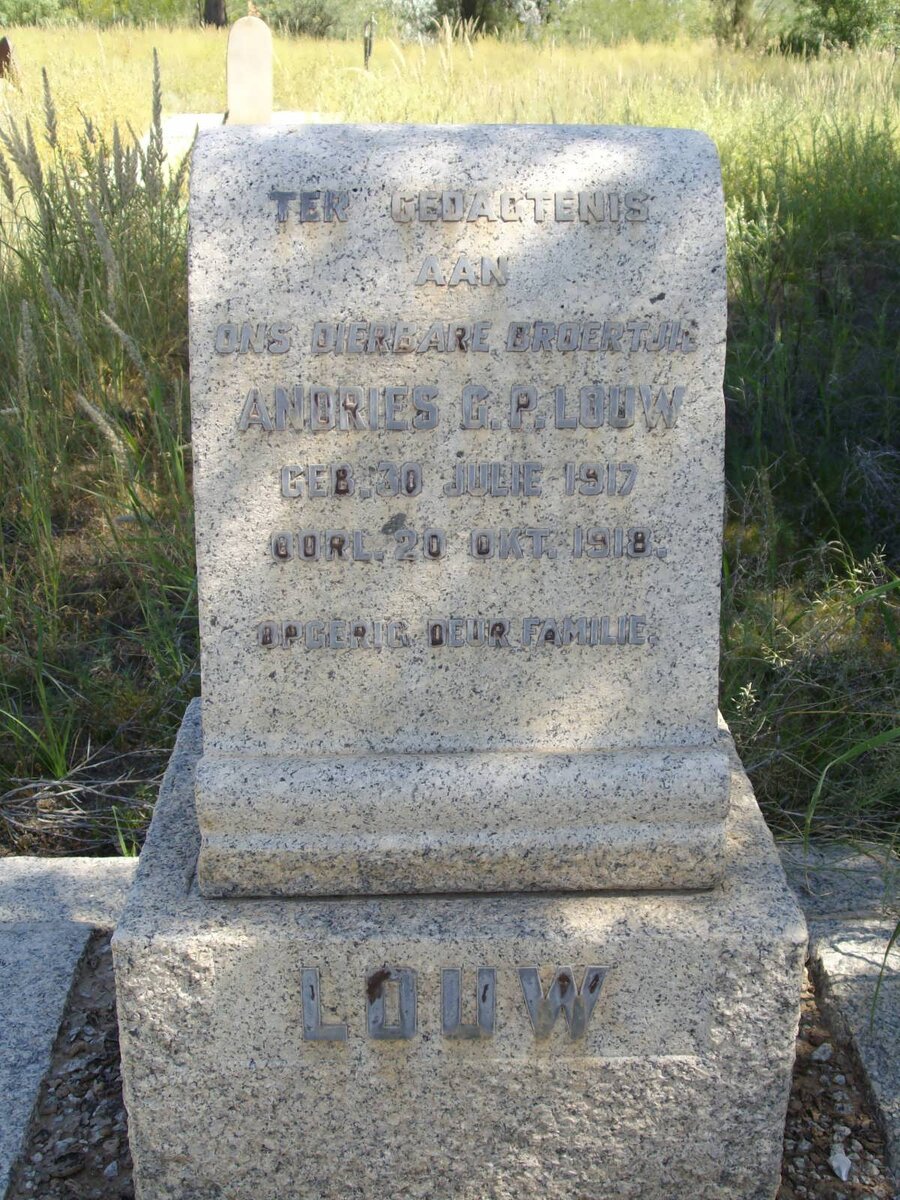 TER GEDAGTENIS
AAN
ONS DIERBARE BROERTJIE
ANDRIES G.P. LOUW
GEB. 30 JULIE 1917
OORL. 20 OKT. 1918.
OPGERIG DEUR FAMILIE.
LOUW